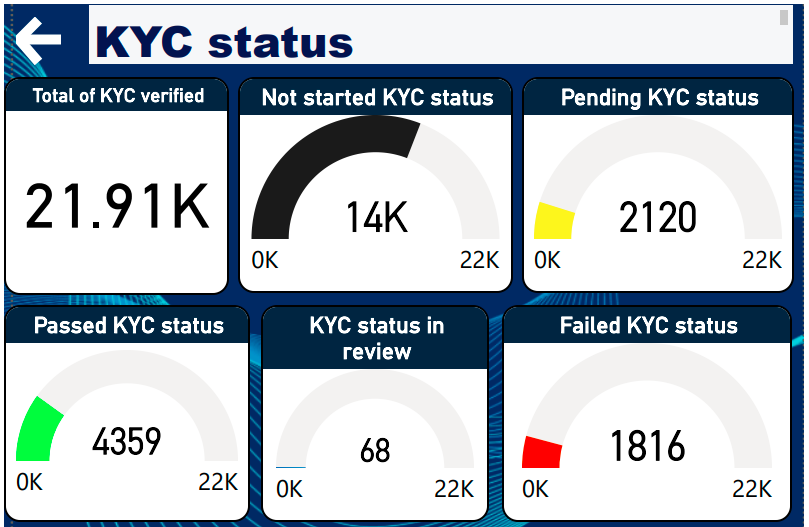 KYC status
Total of KYC verified
21.91K
Not started KYC status
14K
0K
22K
Pending KYC status
2120
0K
22K
Passed KYC status
4359
0K
22K
KYC status in
review
68
0K
22K
Failed KYC status
1816
0K
22K